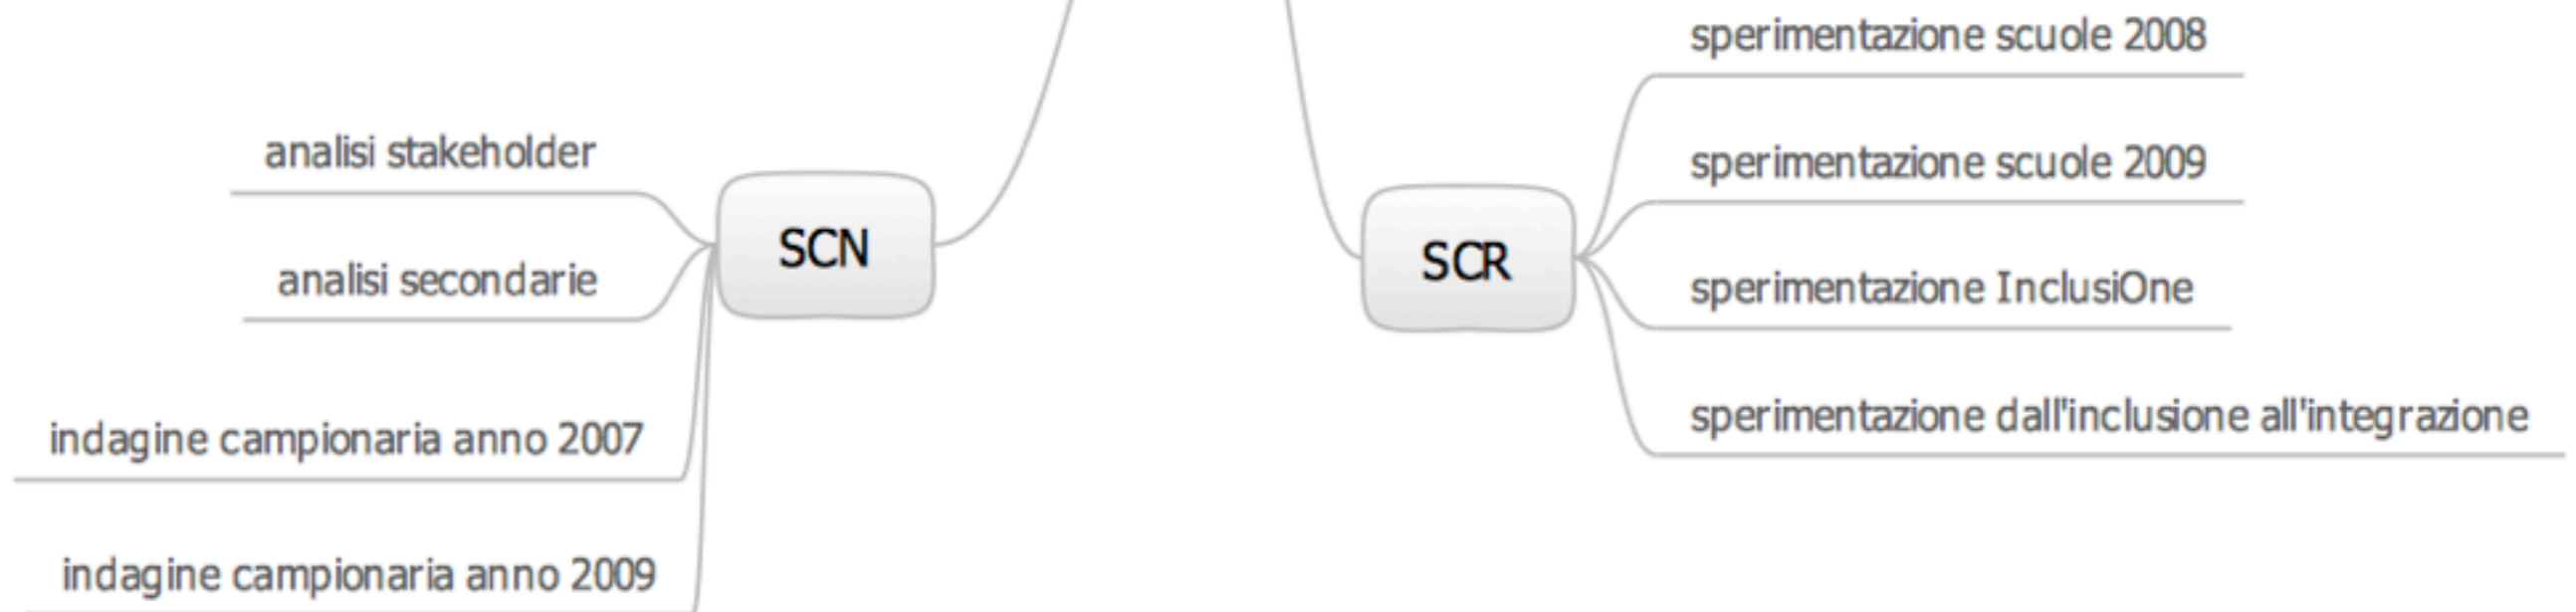 analisi stakeholder
analisi secondarie
indagine campionaria anno 2007
indagine campionaria anno 2009
SCN
SCR
sperimentazione scuole 2008
sperimentazione scuole 2009
sperimentazione InclusiOne
sperimentazione dall'inclusione all'integrazione